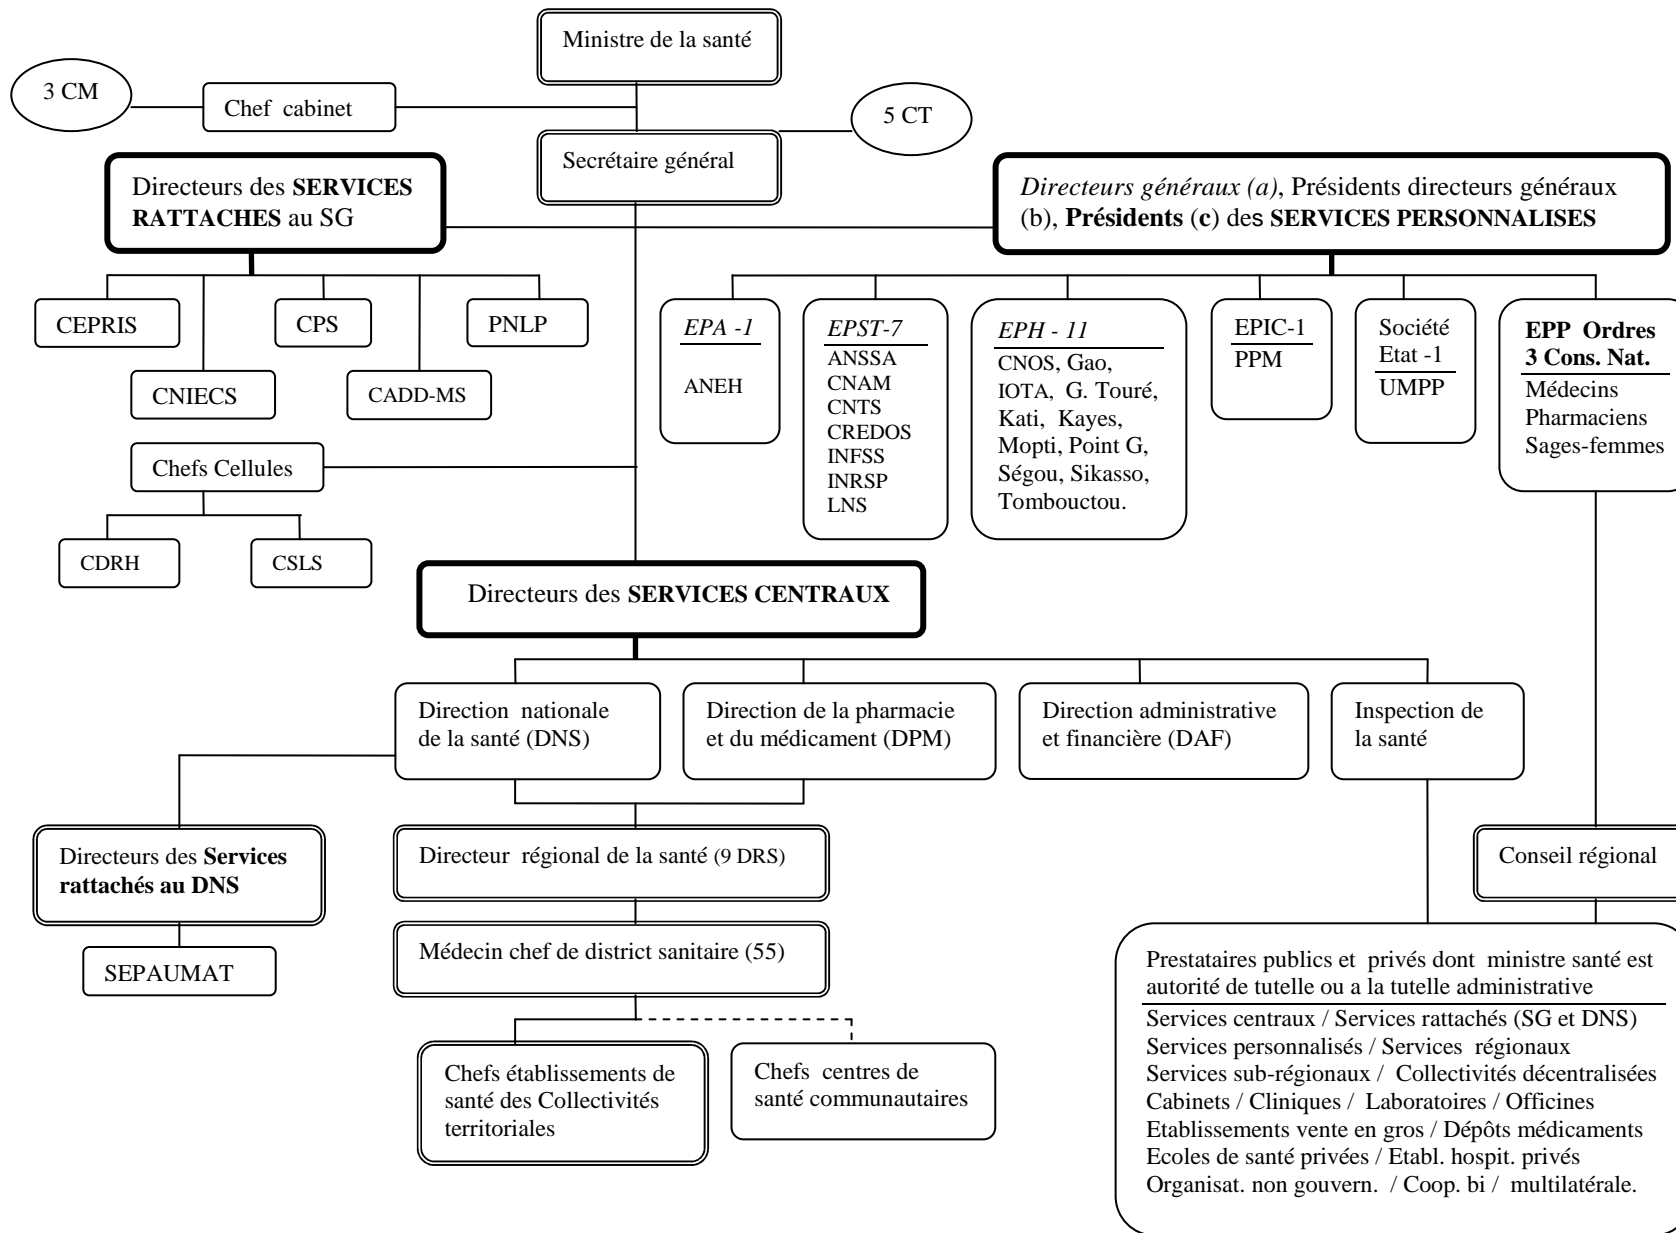 Ministre de la santé
3 CM
Chef cabinet
5 CT
Secrétaire général
Directeurs des SERVICES
RATTACHES au SG
Directeurs généraux (a), Présidents directeurs généraux
(b), Présidents (c) des SERVICES PERSONNALISES
CEPRIS
CPS
PNLP
CNIECS
CADD-MS
EPA -1
ANEH
EPST-7
ANSSA
CNAM
CNTS
CREDOS
INFSS
INRSP
LNS
EPH - 11
CNOS, Gao,
IOTA, G. Touré,
Kati, Kayes,
Mopti, Point G,
Ségou, Sikasso,
Tombouctou.
EPIC-1
PPM
Société
Etat -1
UMPP
EPP Ordres
3 Cons. Nat.
Médecins
Pharmaciens
Sages-femmes
Chefs Cellules
CDRH
CSLS
Directeurs des SERVICES CENTRAUX
Direction nationale
de la santé (DNS)
Direction de la pharmacie
et du médicament (DPM)
Direction administrative
et financière (DAF)
Inspection de
la santé
Directeurs des Services
rattachés au DNS
Directeur régional de la santé (9 DRS)
Conseil régional
SEPAUMAT
Médecin chef de district sanitaire (55)
Chefs établissements de
santé des Collectivités
territoriales
Chefs centres de
santé communautaires
Prestataires publics et privés dont ministre santé est
autorité de tutelle ou a la tutelle administrative
Services centraux / Services rattachés (SG et DNS)
Services personnalisés / Services régionaux
Services sub-régionaux / Collectivités décentralisées
Cabinets / Cliniques / Laboratoires / Officines
Etablissements vente en gros / Dépôts médicaments
Ecoles de santé privées / Etabl. hospit. privés
Organisat. non gouvern. / Coop. bi / multilatérale.